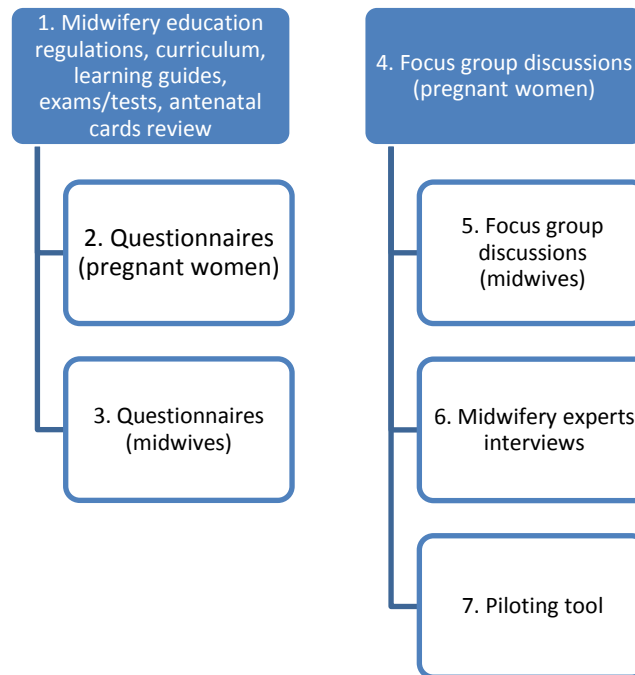 1. Midwifery education
regulations, curriculum,
learning guides,
exams/tests, antenatal
cards review
2. Questionnaires
(pregnant women)
3. Questionnaires
(midwives)
4. Focus group discussions
(pregnant women)
5. Focus group
discussions
(midwives)
6. Midwifery experts
interviews
7. Piloting tool